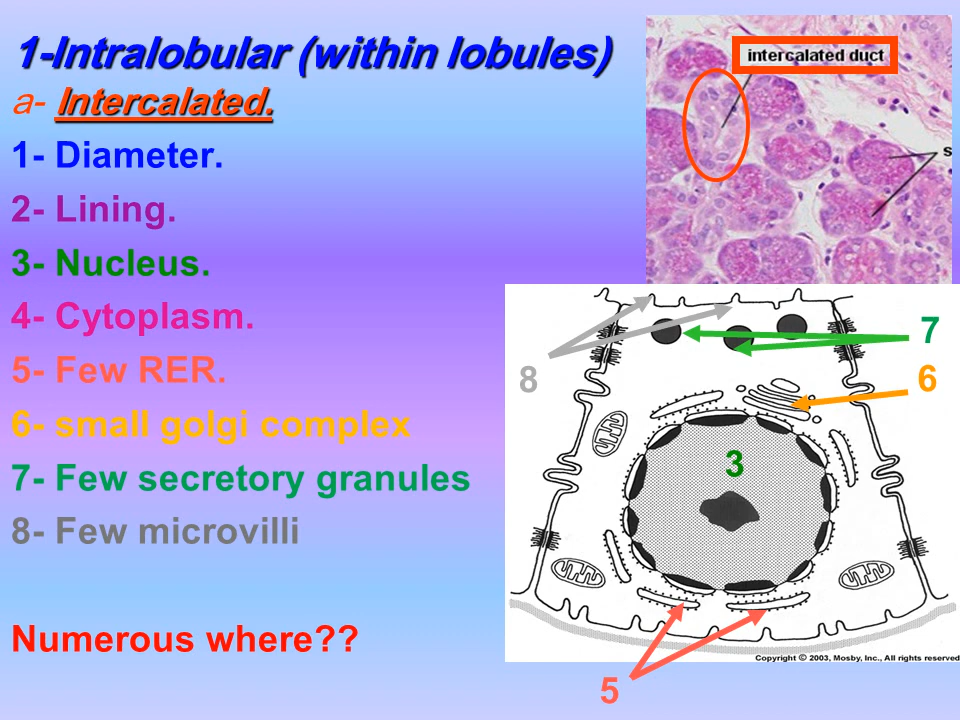 1-Intralobular (within lobules)
a- Intercalated.
1- Diameter.
2- Lining.
3- Nucleus.
4- Cytoplasm.
5- Few RER.
6- small golgi complex
7- Few secretory granules
8- Few microvilli
Numerous where??
intercalated duct
s
7
8
6
3
Copyright © 2003, Mosby, Inc., All rights reserved
5